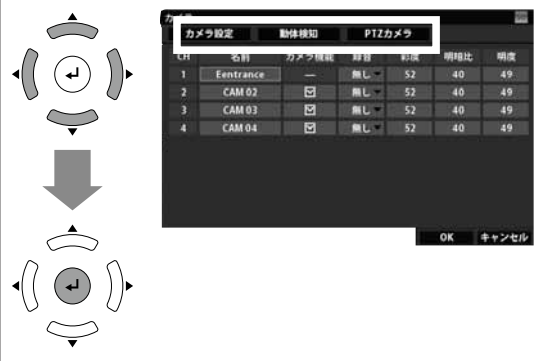 カメラ
カメラ設定 動体検知 PTZカメラ
CH 名前 カメラ機能 録音 彩度 明暗比 明度
1 Eentrance — 無し 52 40 49
2 CAM 02 無し 52 40 49
3 CAM 03 無し 52 40 49
4 CAM 04 無し 52 40 49
OK キャンセル